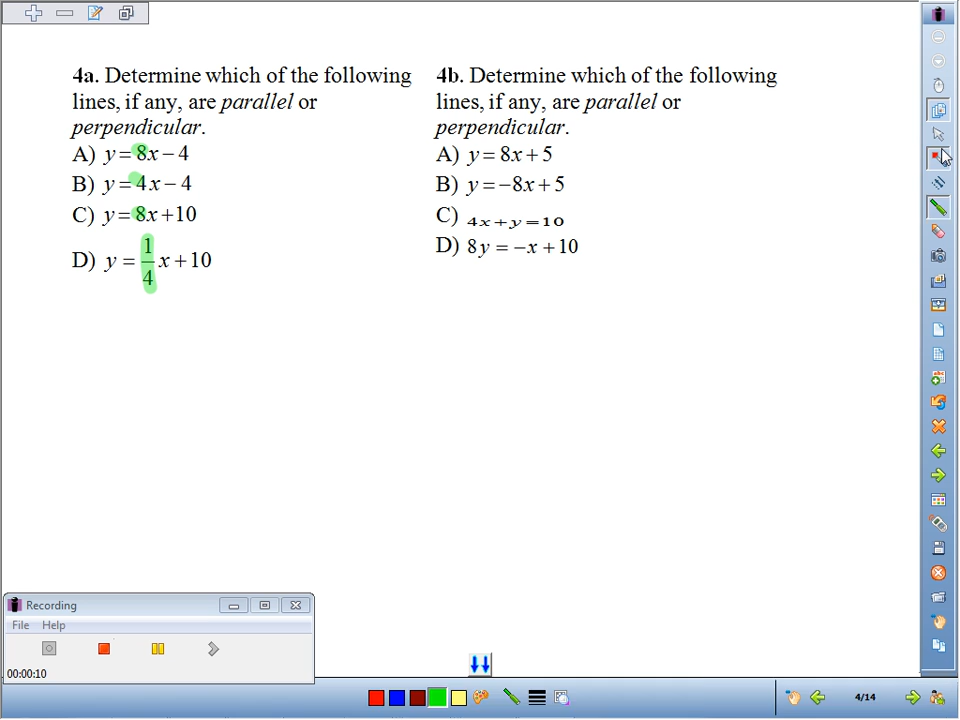 4a. Determine which of the following
lines, if any, are parallel or
perpendicular.
A) y = 8x − 4
B) y = 4x − 4
C) y = 8x + 10
D) y = 1/4 x + 10
4b. Determine which of the following
lines, if any, are parallel or
perpendicular.
A) y = 8x + 5
B) y = −8x + 5
C) 4x + y = 10
D) 8y = −x + 10
Recording
File Help
00:00:10
4/14
abc